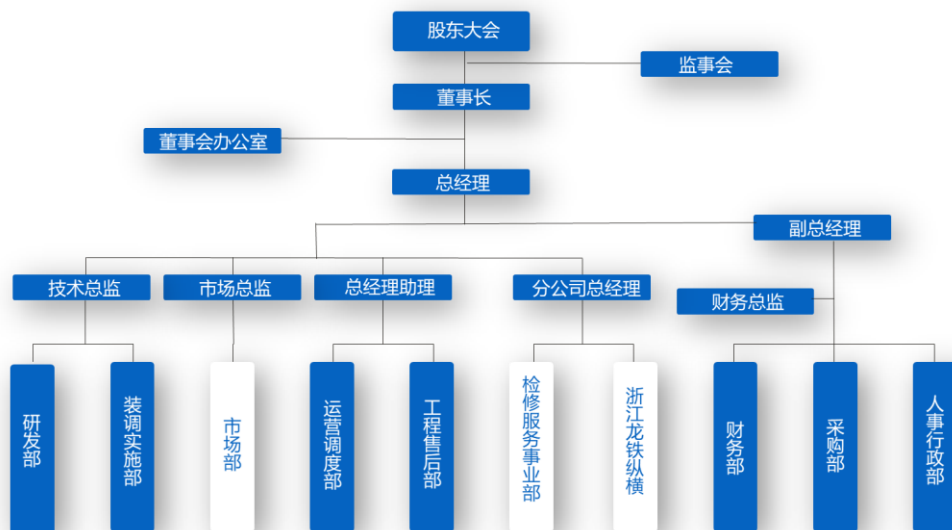 股东大会
监事会
董事长
董事会办公室
总经理
副总经理
技术总监
市场总监
总经理助理
分公司总经理
财务总监
研发部
装调实施部
市场部
运营调度部
工程售后部
检修服务事业部
浙江龙铁纵横
财务部
采购部
人事行政部